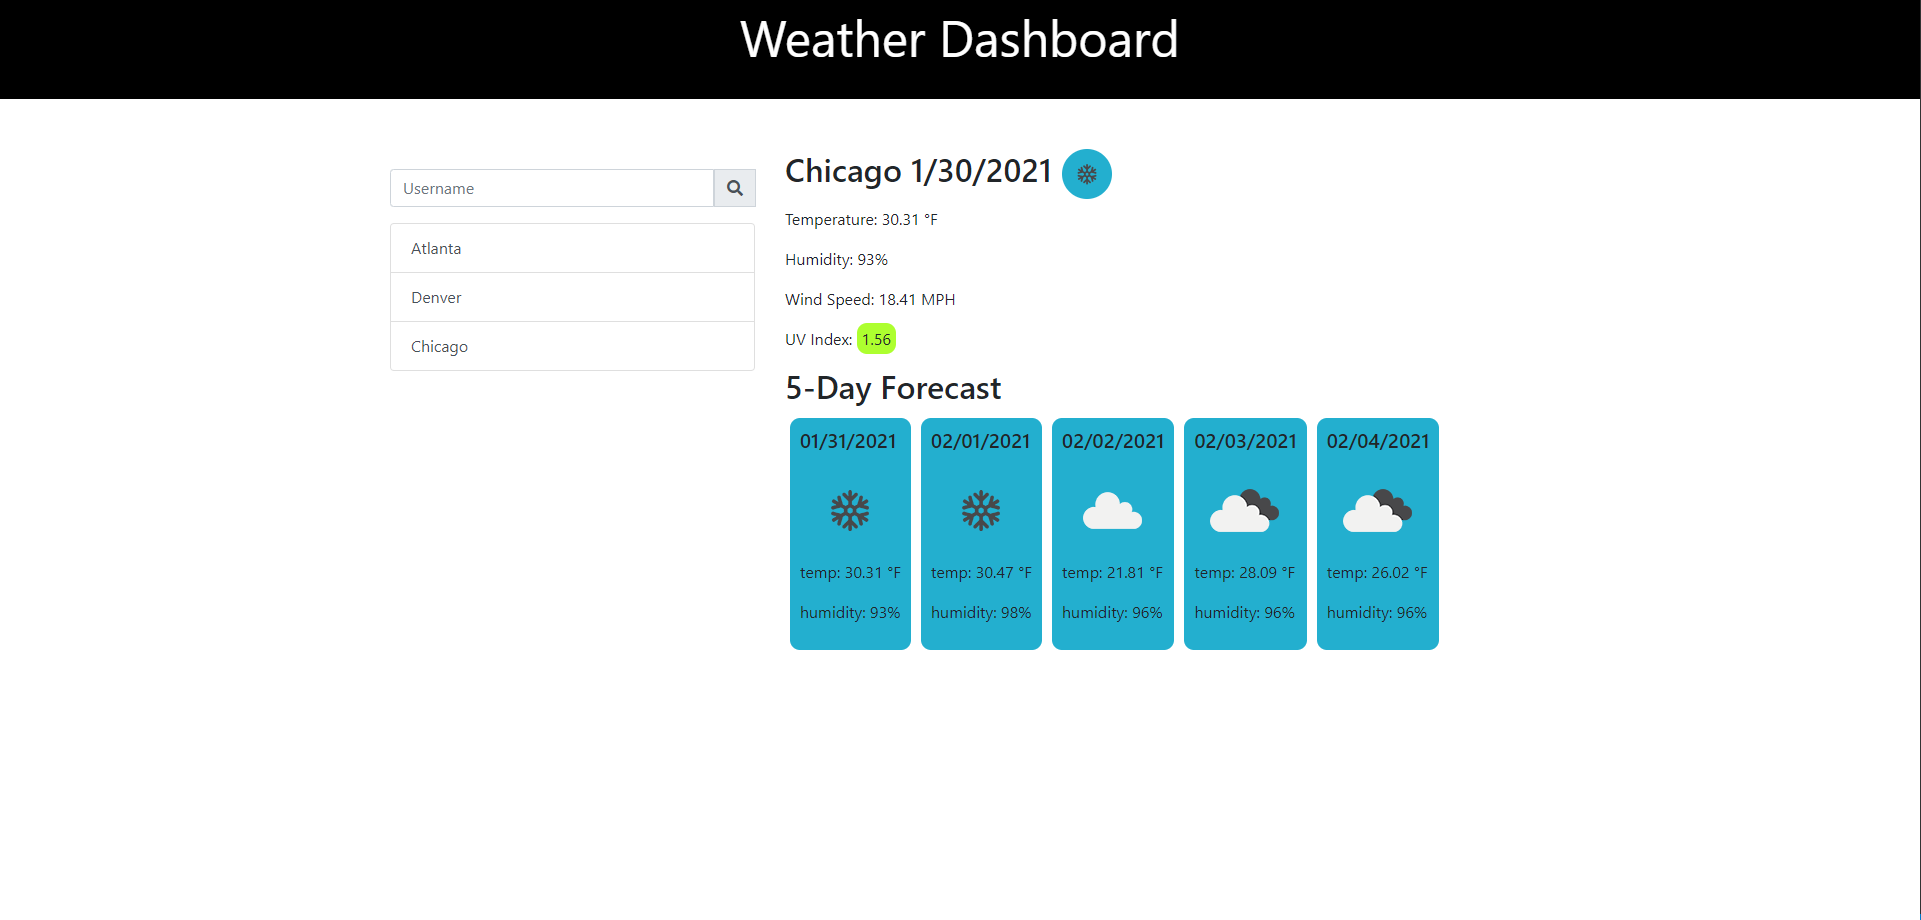 Weather Dashboard
Username
Atlanta
Denver
Chicago
Chicago 1/30/2021
Temperature: 30.31 °F
Humidity: 93%
Wind Speed: 18.41 MPH
UV Index: 1.56
5-Day Forecast
01/31/2021
temp: 30.31 °F
humidity: 93%
02/01/2021
temp: 30.47 °F
humidity: 98%
02/02/2021
temp: 21.81 °F
humidity: 96%
02/03/2021
temp: 28.09 °F
humidity: 96%
02/04/2021
temp: 26.02 °F
humidity: 96%